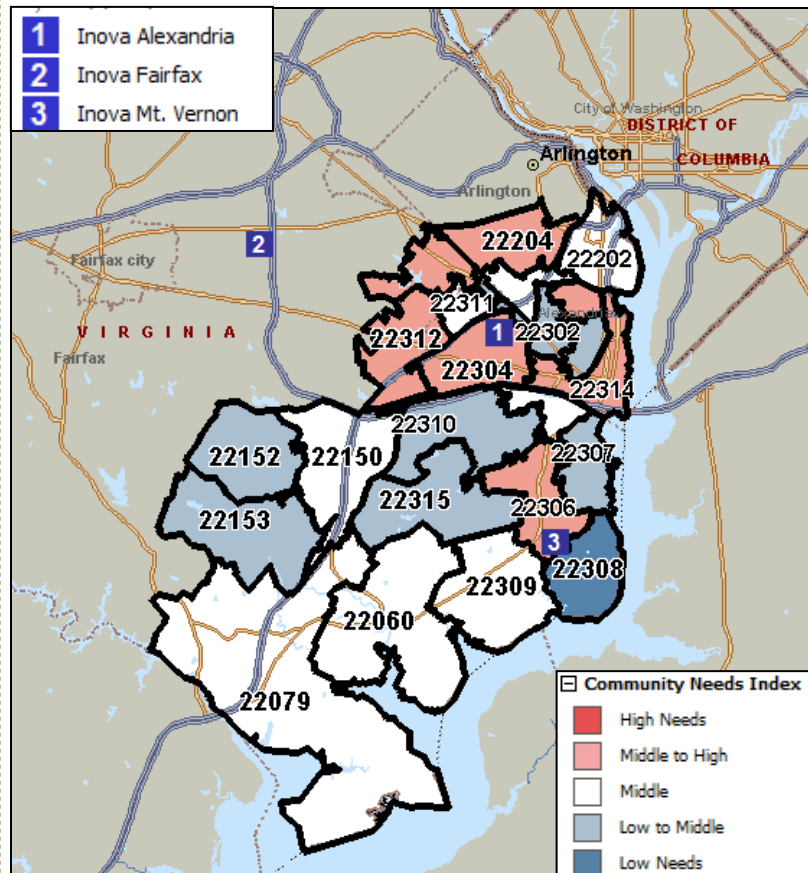 1 Inova Alexandria
2 Inova Fairfax
3 Inova Mt. Vernon
City of Washington
DISTRICT OF
COLUMBIA
Arlington
Arlington
22204
2
22202
Fairfax city
22311
VIRGINIA
22312
1
22302
Fairfax
22304
22314
22310
22152
22150
22307
22153
22315
22306
3
22308
22309
22060
22079
Community Needs Index
High Needs
Middle to High
Middle
Low to Middle
Low Needs